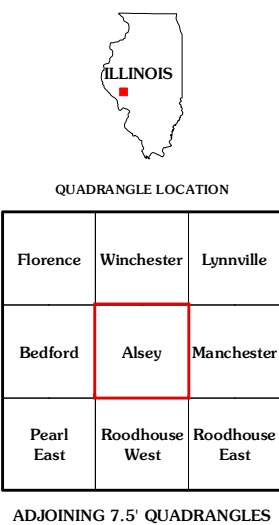 ILLINOIS
QUADRANGLE LOCATION
Florence
Winchester
Lynnville
Bedford
Alsey
Manchester
Pearl
East
Roodhouse
West
Roodhouse
East
ADJOINING 7.5' QUADRANGLES